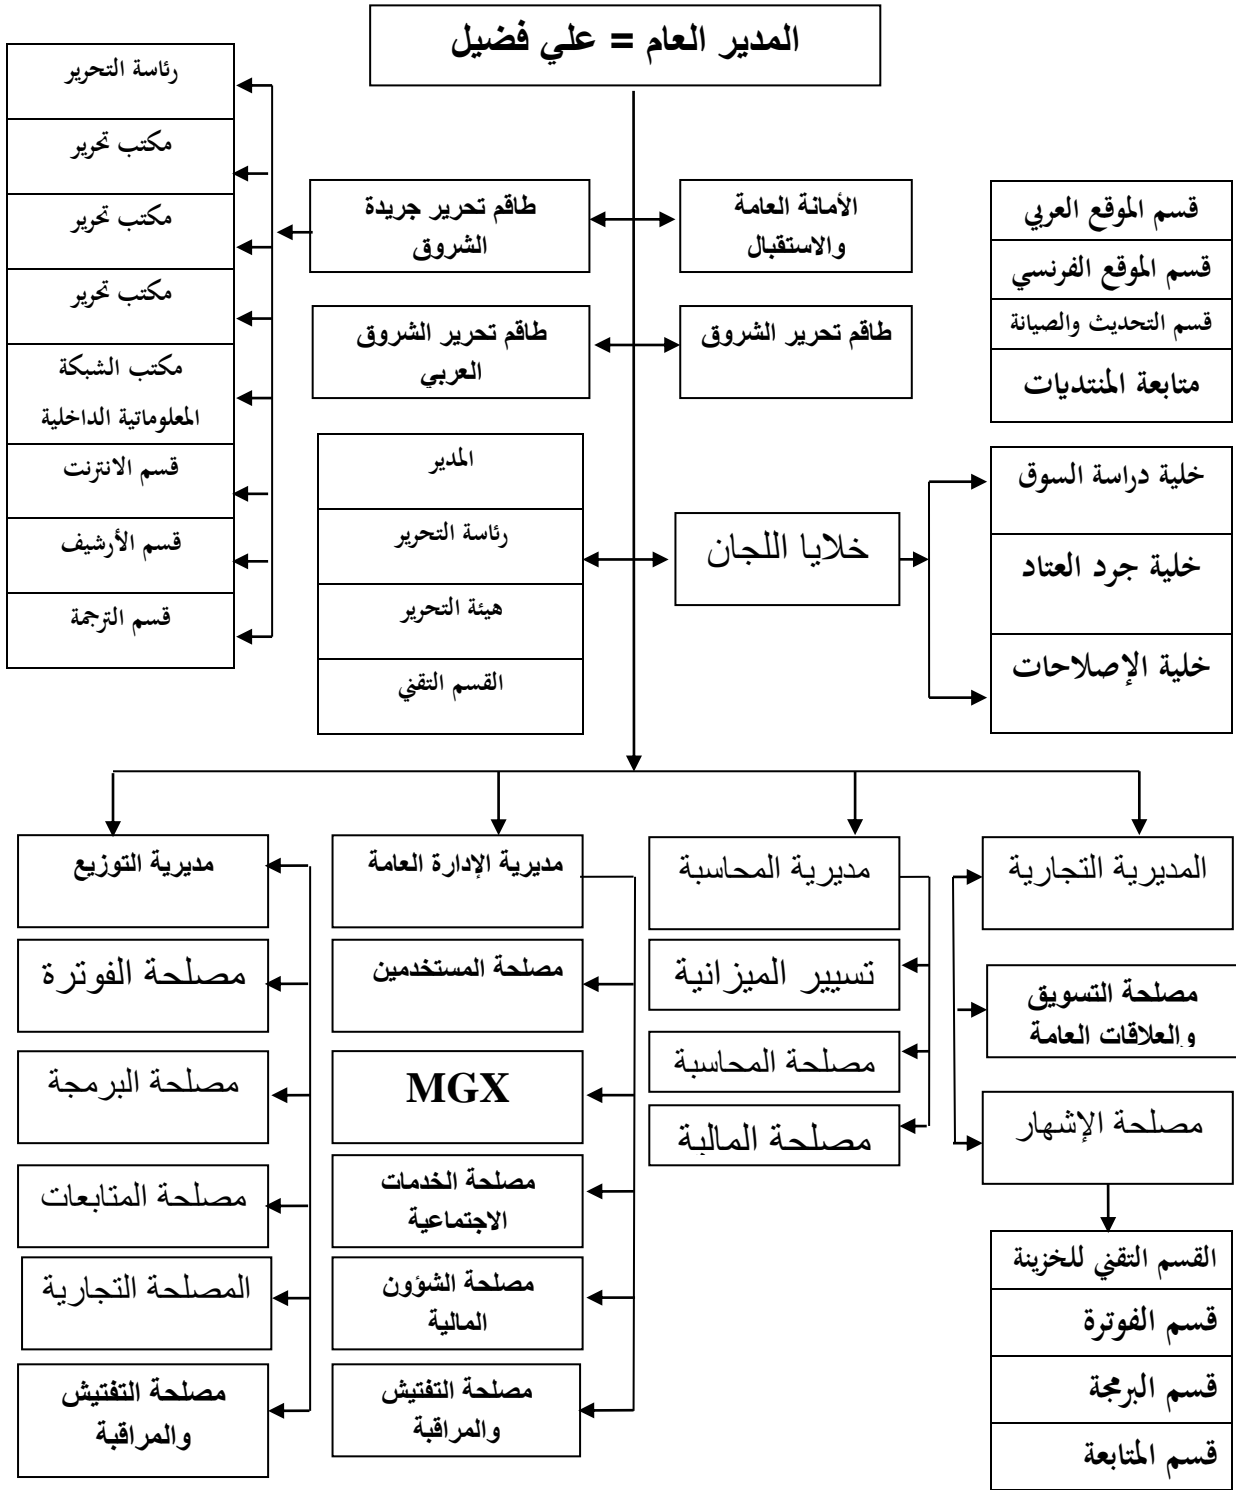 المدير العام = علي فضيل
رئاسة التحرير
مكتب تحرير
مكتب تحرير
مكتب تحرير
مكتب الشبكة
المعلوماتية الداخلية
قسم الانترنت
قسم الأرشيف
قسم الترجمة
الأمانة العامة
والاستقبال
طاقم تحرير جريدة
الشروق
طاقم تحرير الشروق
طاقم تحرير الشروق
العربي
قسم الموقع العربي
قسم الموقع الفرنسي
قسم التحديث والصيانة
متابعة المنتديات
المدير
رئاسة التحرير
هيئة التحرير
القسم التقني
خلايا اللجان
خلية دراسة السوق
خلية جرد العتاد
خلية الإصلاحات
المديرية التجارية
مصلحة التسويق
والعلاقات العامة
مصلحة الإشهار
القسم التقني للخزينة
قسم الفوترة
قسم البرمجة
قسم المتابعة
مديرية المحاسبة
تسيير الميزانية
مصلحة المحاسبة
مصلحة المالية
مديرية الإدارة العامة
مصلحة المستخدمين
MGX
مصلحة الخدمات
الاجتماعية
مصلحة الشؤون
المالية
مصلحة التفتيش
والمراقبة
مديرية التوزيع
مصلحة الفوترة
مصلحة البرمجة
مصلحة المتابعات
المصلحة التجارية
مصلحة التفتيش
والمراقبة